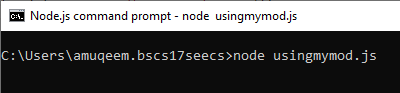 Node.js command prompt - node  usingmymod.js
C:\Users\amuqeem.bscs17seecs>node usingmymod.js